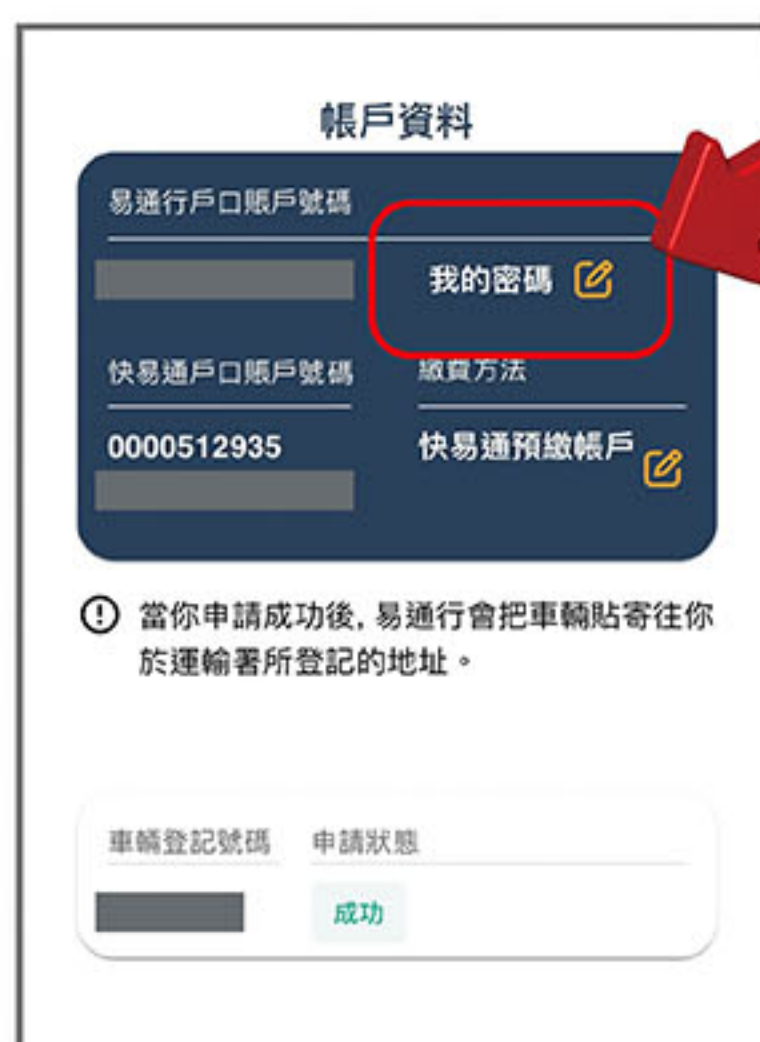 帳戶資料
易通行戶口賬戶號碼
我的密碼
快易通戶口賬戶號碼
繳費方法
0000512935
快易通預繳帳戶
當你申請成功後, 易通行會把車輛貼寄往你
於運輸署所登記的地址。
車輛登記號碼
申請狀態
成功